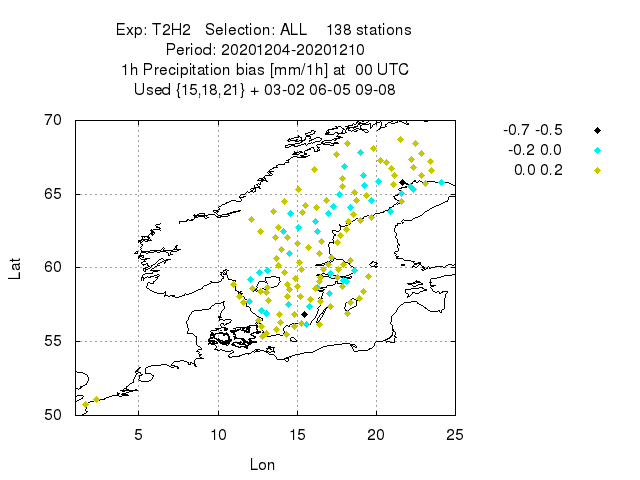 Exp: T2H2 Selection: ALL 138 stations
Period: 20201204-20201210
1h Precipitation bias [mm/1h] at 00 UTC
Used {15,18,21} + 03-02 06-05 09-08
-0.7 -0.5
-0.2 0.0
0.0 0.2
70
65
60
55
50
Lat
5 10 15 20 25
Lon